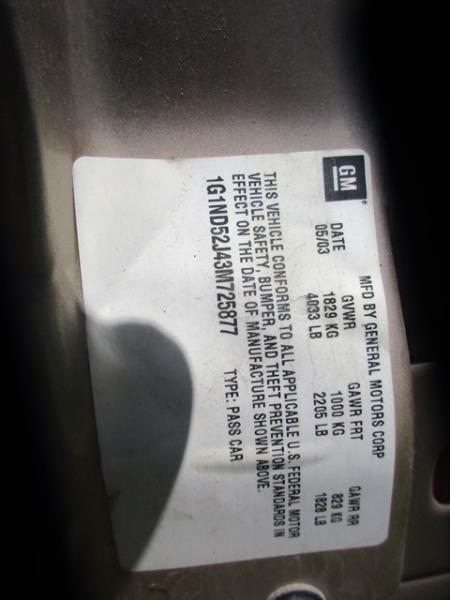 GM
MFD BY GENERAL MOTORS CORP
DATE GVWR GAWR FRT GAWR RR
05/03 1829 KG 1000 KG 829 KG
4033 LB 2205 LB 1828 LB
THIS VEHICLE CONFORMS TO ALL APPLICABLE U.S. FEDERAL MOTOR
VEHICLE SAFETY, BUMPER, AND THEFT PREVENTION STANDARDS IN
EFFECT ON THE DATE OF MANUFACTURE SHOWN ABOVE.
1G1ND52J43M725877 TYPE: PASS CAR